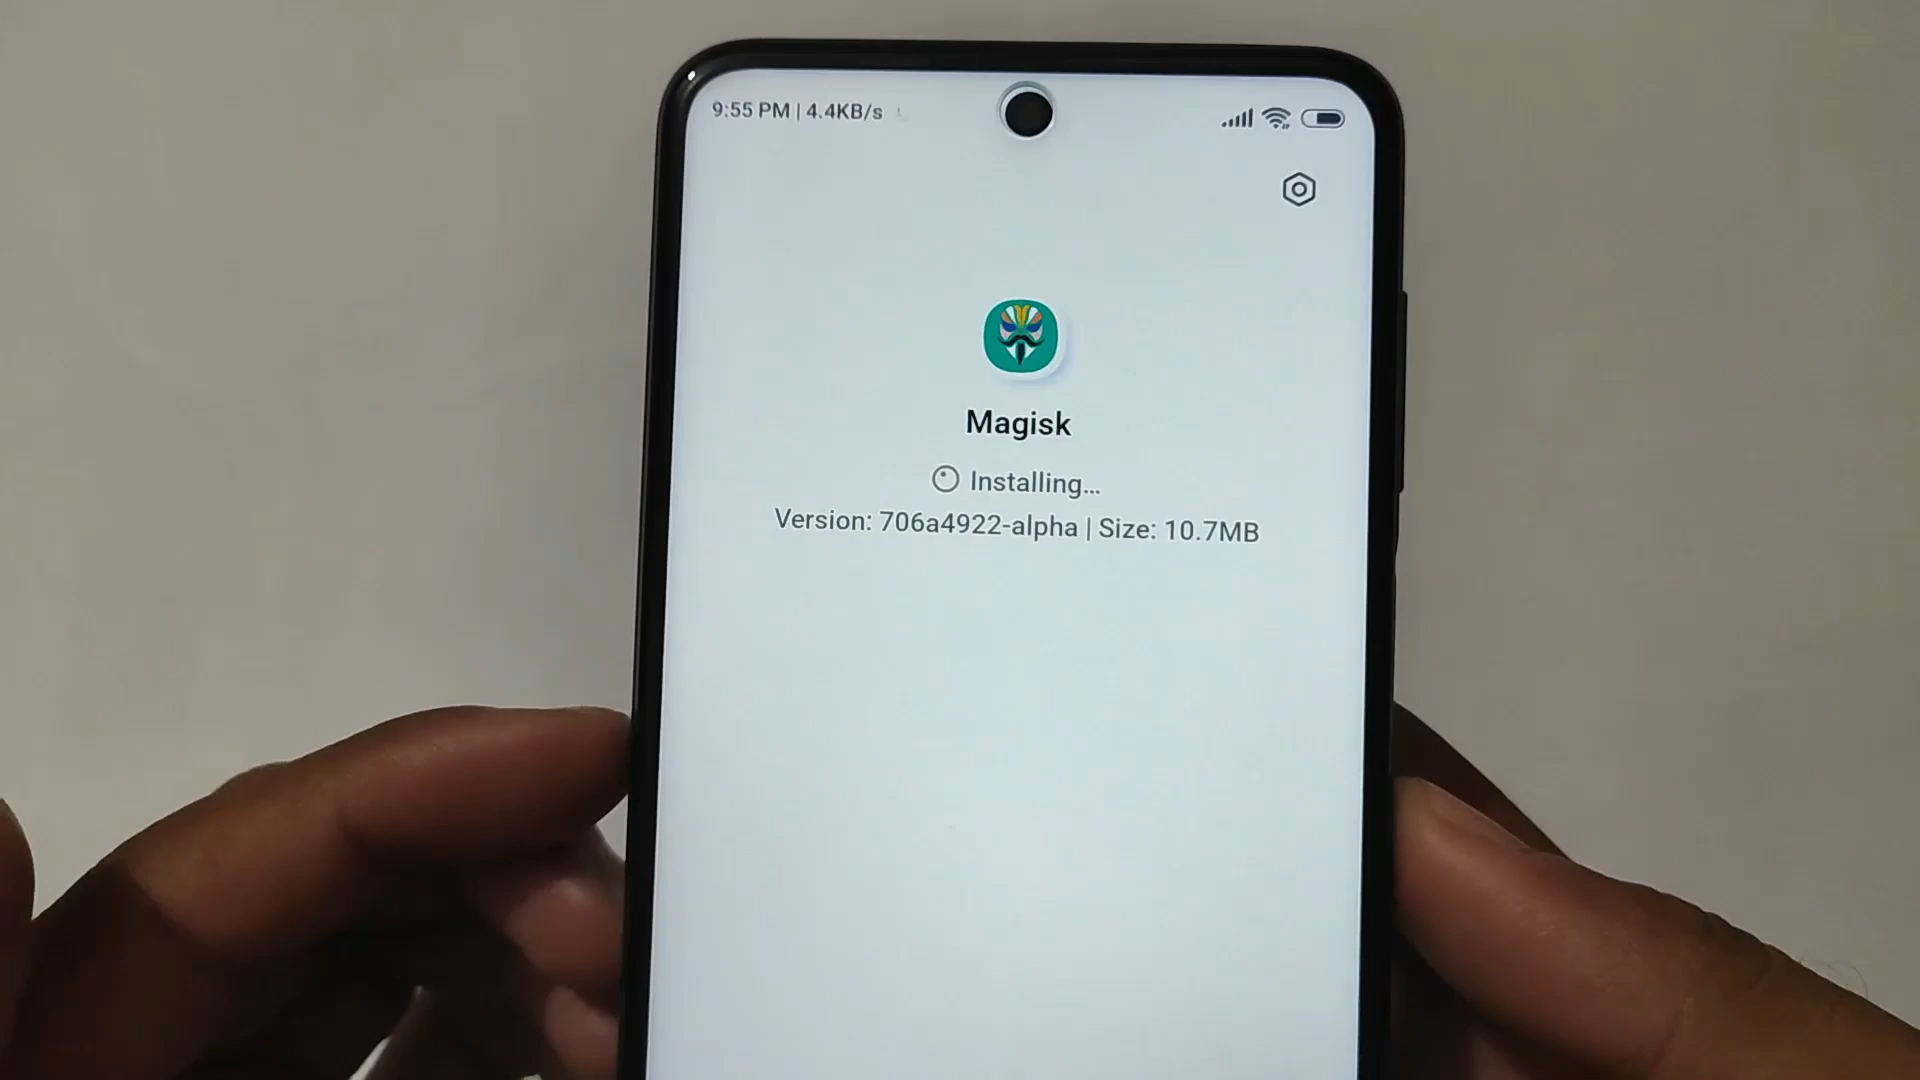 9:55 PM | 4.4KB/s
Magisk
Installing...
Version: 706a4922-alpha | Size: 10.7MB